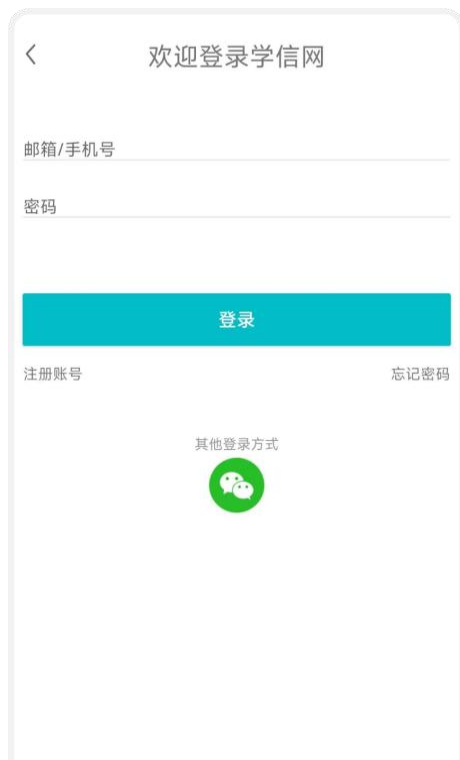 欢迎登录学信网
邮箱/手机号
密码
登录
注册账号 忘记密码
其他登录方式